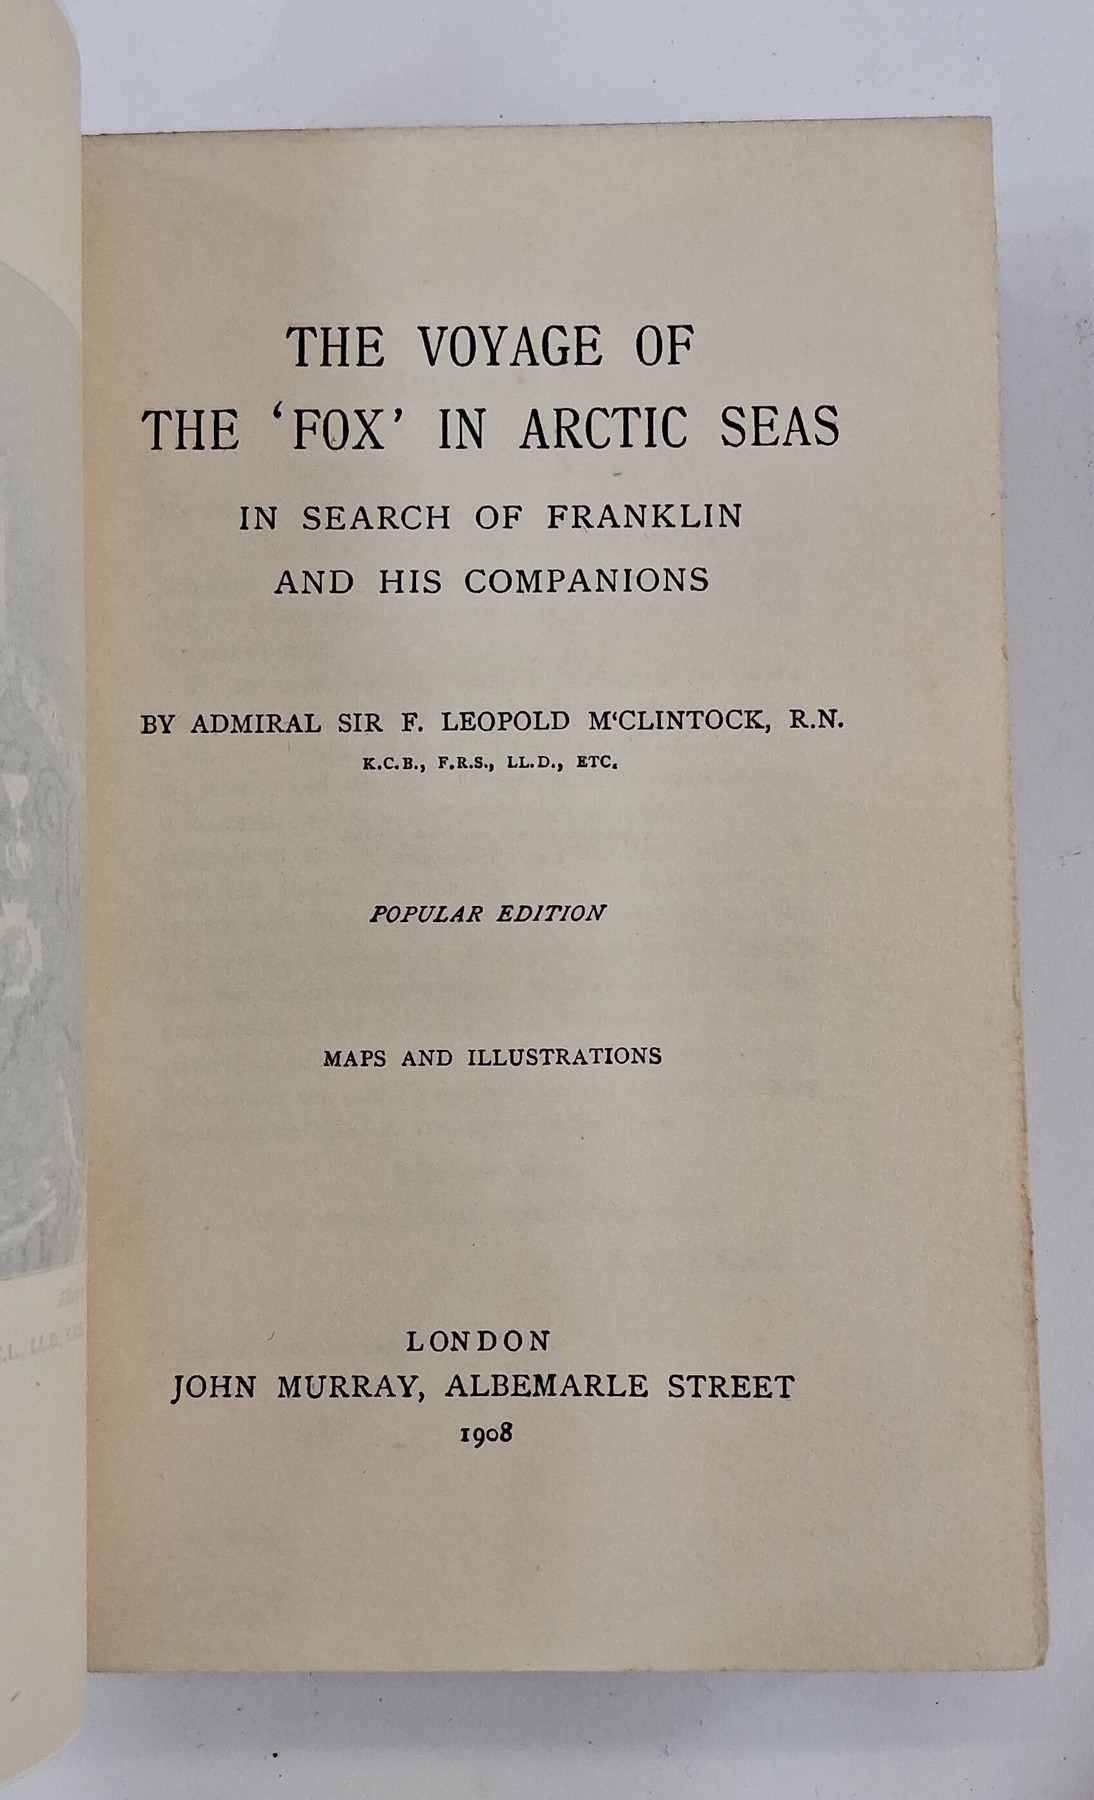 THE VOYAGE OF
THE ‘FOX’ IN ARCTIC SEAS
IN SEARCH OF FRANKLIN
AND HIS COMPANIONS
BY ADMIRAL SIR F. LEOPOLD M‘CLINTOCK, R.N.
K.C.B., F.R.S., LL.D., ETC.
POPULAR EDITION
MAPS AND ILLUSTRATIONS
LONDON
JOHN MURRAY, ALBEMARLE STREET
1908